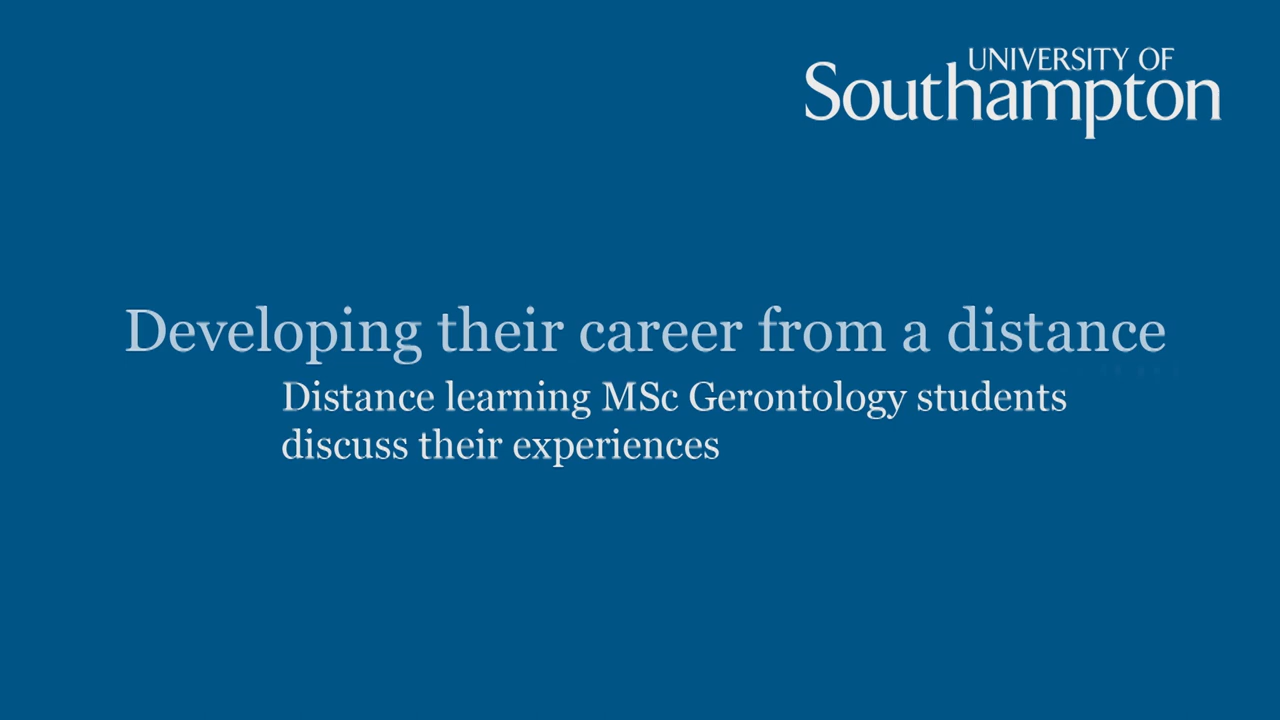 UNIVERSITY OF
Southampton
Developing their career from a distance
Distance learning MSc Gerontology students
discuss their experiences